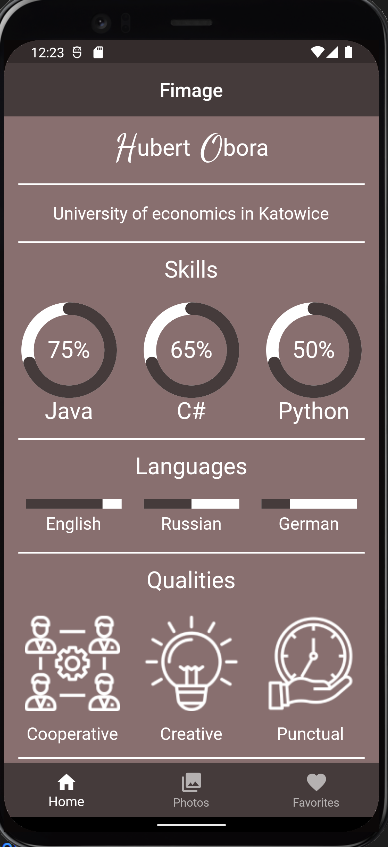 12:23
Fimage
Hubert Obora
University of economics in Katowice
Skills
75% 65% 50%
Java C# Python
Languages
English Russian German
Qualities
Cooperative Creative Punctual
Home Photos Favorites